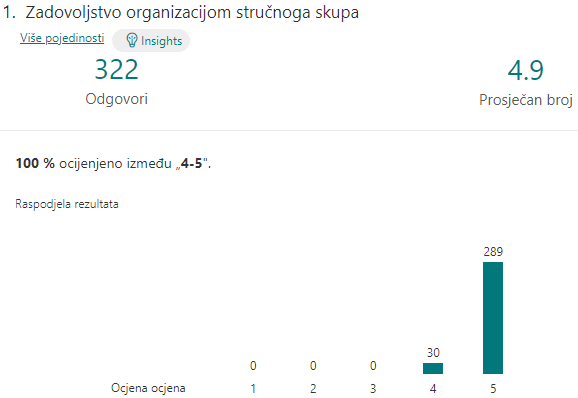 1. Zadovoljstvo organizacijom stručnoga skupa
Više pojedinosti
Insights
322
Odgovori
4.9
Prosječan broj
100 % ocijenjeno između „4-5".
Raspodjela rezultata
289
30
0 0 0
Ocjena ocjena 1 2 3 4 5